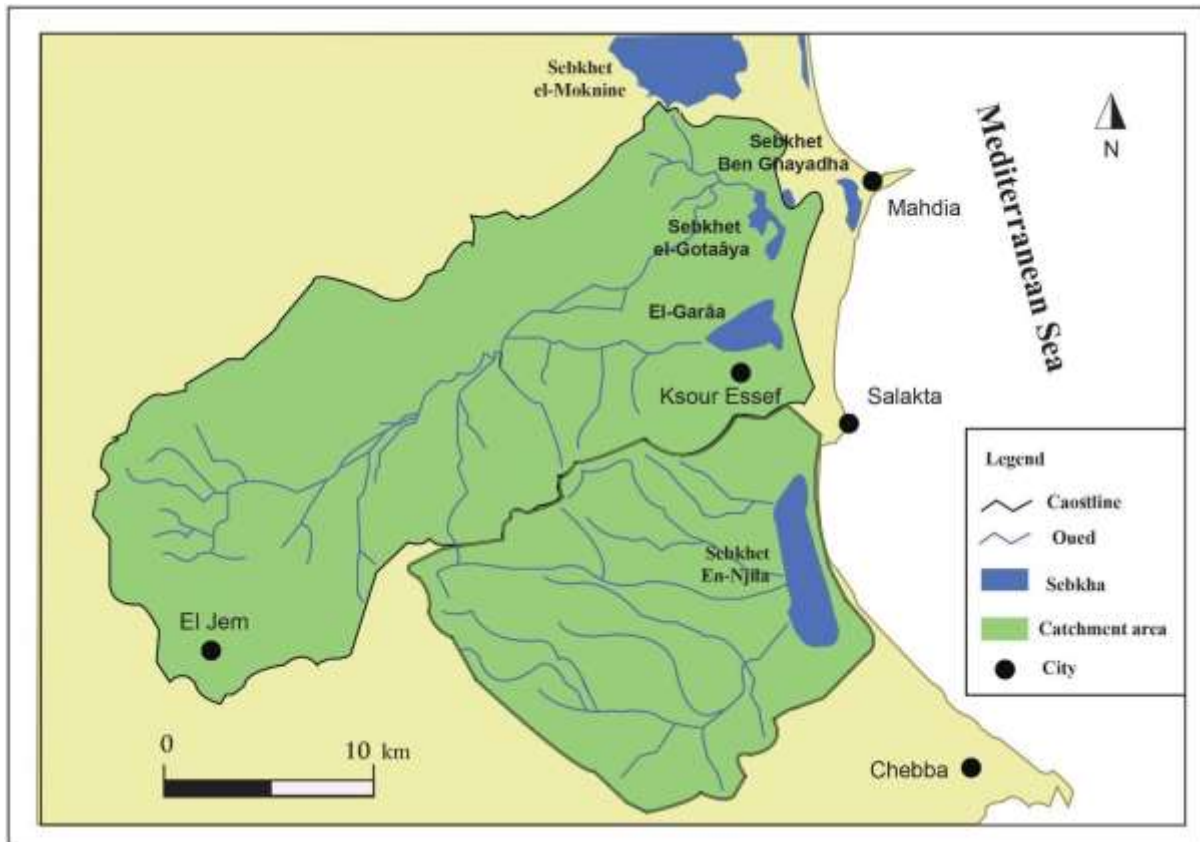 Sebkhet
el-Moknine
Sebkhet
Ben Ghayadha
Mahdia
Mediterranean Sea
N
Sebkhet
el-Gotaâya
El-Garâa
Ksour Essef
Salakta
Sebkhet
En-Njila
El Jem
Chebba
0 10 km
Legend
Caostline
Oued
Sebkha
Catchment area
City